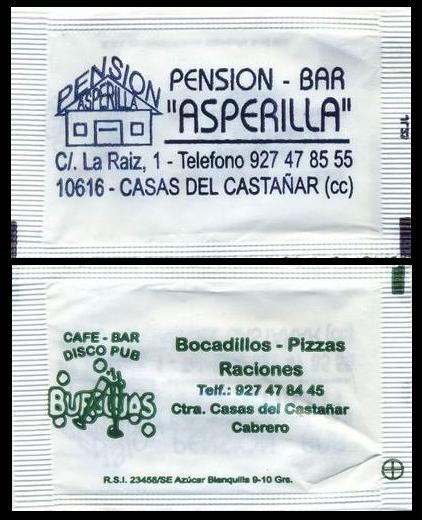 PENSION
ASPERILLA
PENSION - BAR
"ASPERILLA"
C/. La Raiz, 1 - Telefono 927 47 85 55
10616 - CASAS DEL CASTAÑAR (cc)
CAFE - BAR
DISCO PUB
BURBUJAS
Bocadillos - Pizzas
Raciones
Telf.: 927 47 84 45
Ctra. Casas del Castañar
Cabrero
R.S.I. 23458/SE Azúcar Blanquilla 9-10 Grs.